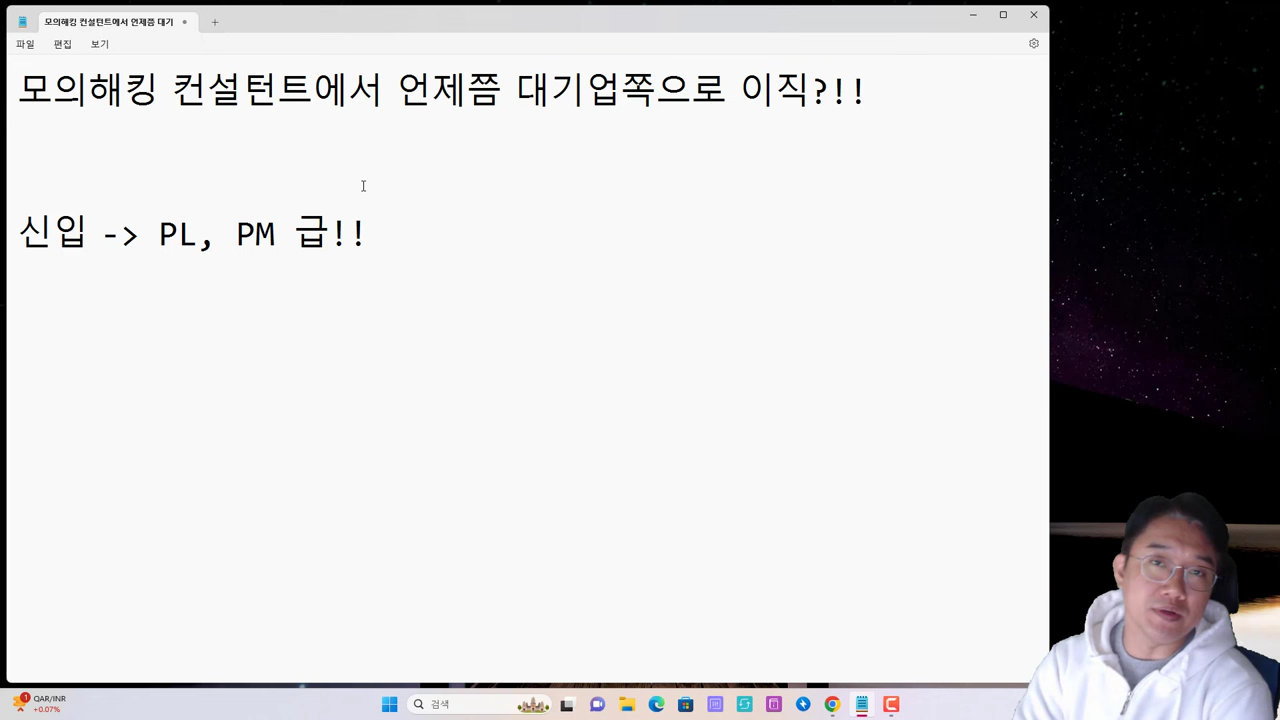 모의해킹 컨설턴트에서 언제쯤 대기
파일 편집 보기
모의해킹 컨설턴트에서 언제쯤 대기업쪽으로 이직?!!
신입 -> PL, PM 급!!
1
QAR/INR
+0.07%
검색